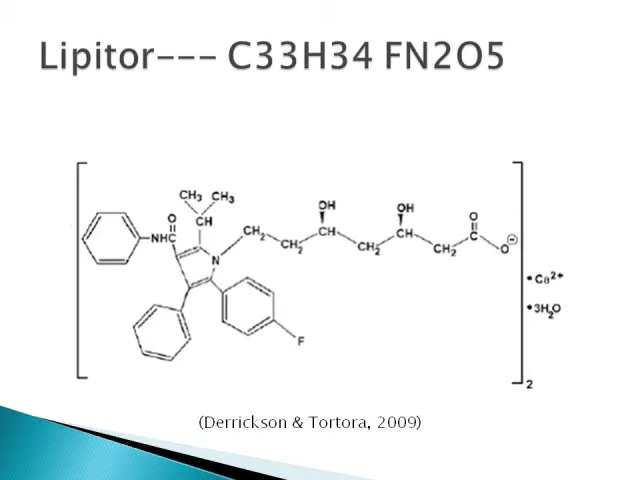 Lipitor--- C33H34 FN2O5
CH₃ CH₃
CH
OH
OH
O
O
NHC
CH₂
CH₂
CH
CH₂
CH
CH₂
C
O⊖
N
F
• Ca²⁺
• 3H₂O
2
(Derrickson & Tortora, 2009)